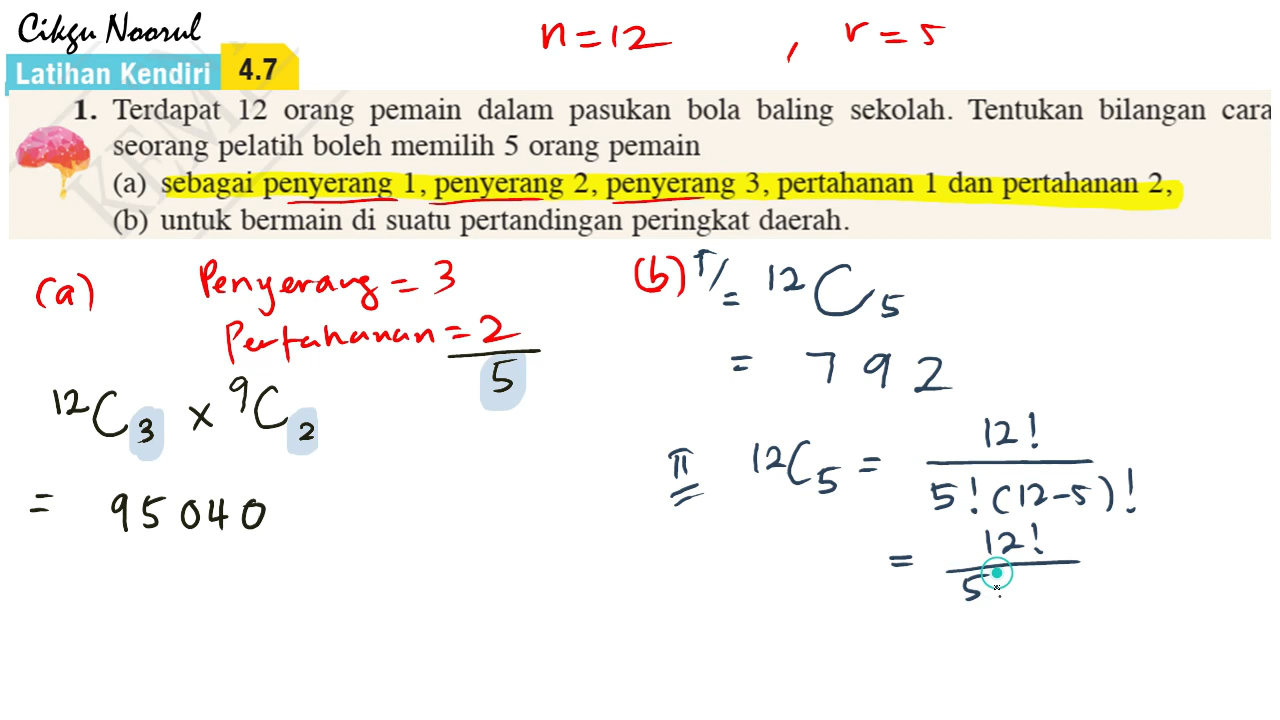 Cikgu Noorul
n = 12 , r = 5
Latihan Kendiri 4.7
1. Terdapat 12 orang pemain dalam pasukan bola baling sekolah. Tentukan bilangan cara
seorang pelatih boleh memilih 5 orang pemain
(a) sebagai penyerang 1, penyerang 2, penyerang 3, pertahanan 1 dan pertahanan 2,
(b) untuk bermain di suatu pertandingan peringkat daerah.
(a) Penyerang = 3
Pertahanan = 2
5
¹²C₃ × ⁹C₂
= 95040
(b) I/ = ¹²C₅
= 792
II ¹²C₅ = 12! / 5!(12-5)!
= 12! / 5